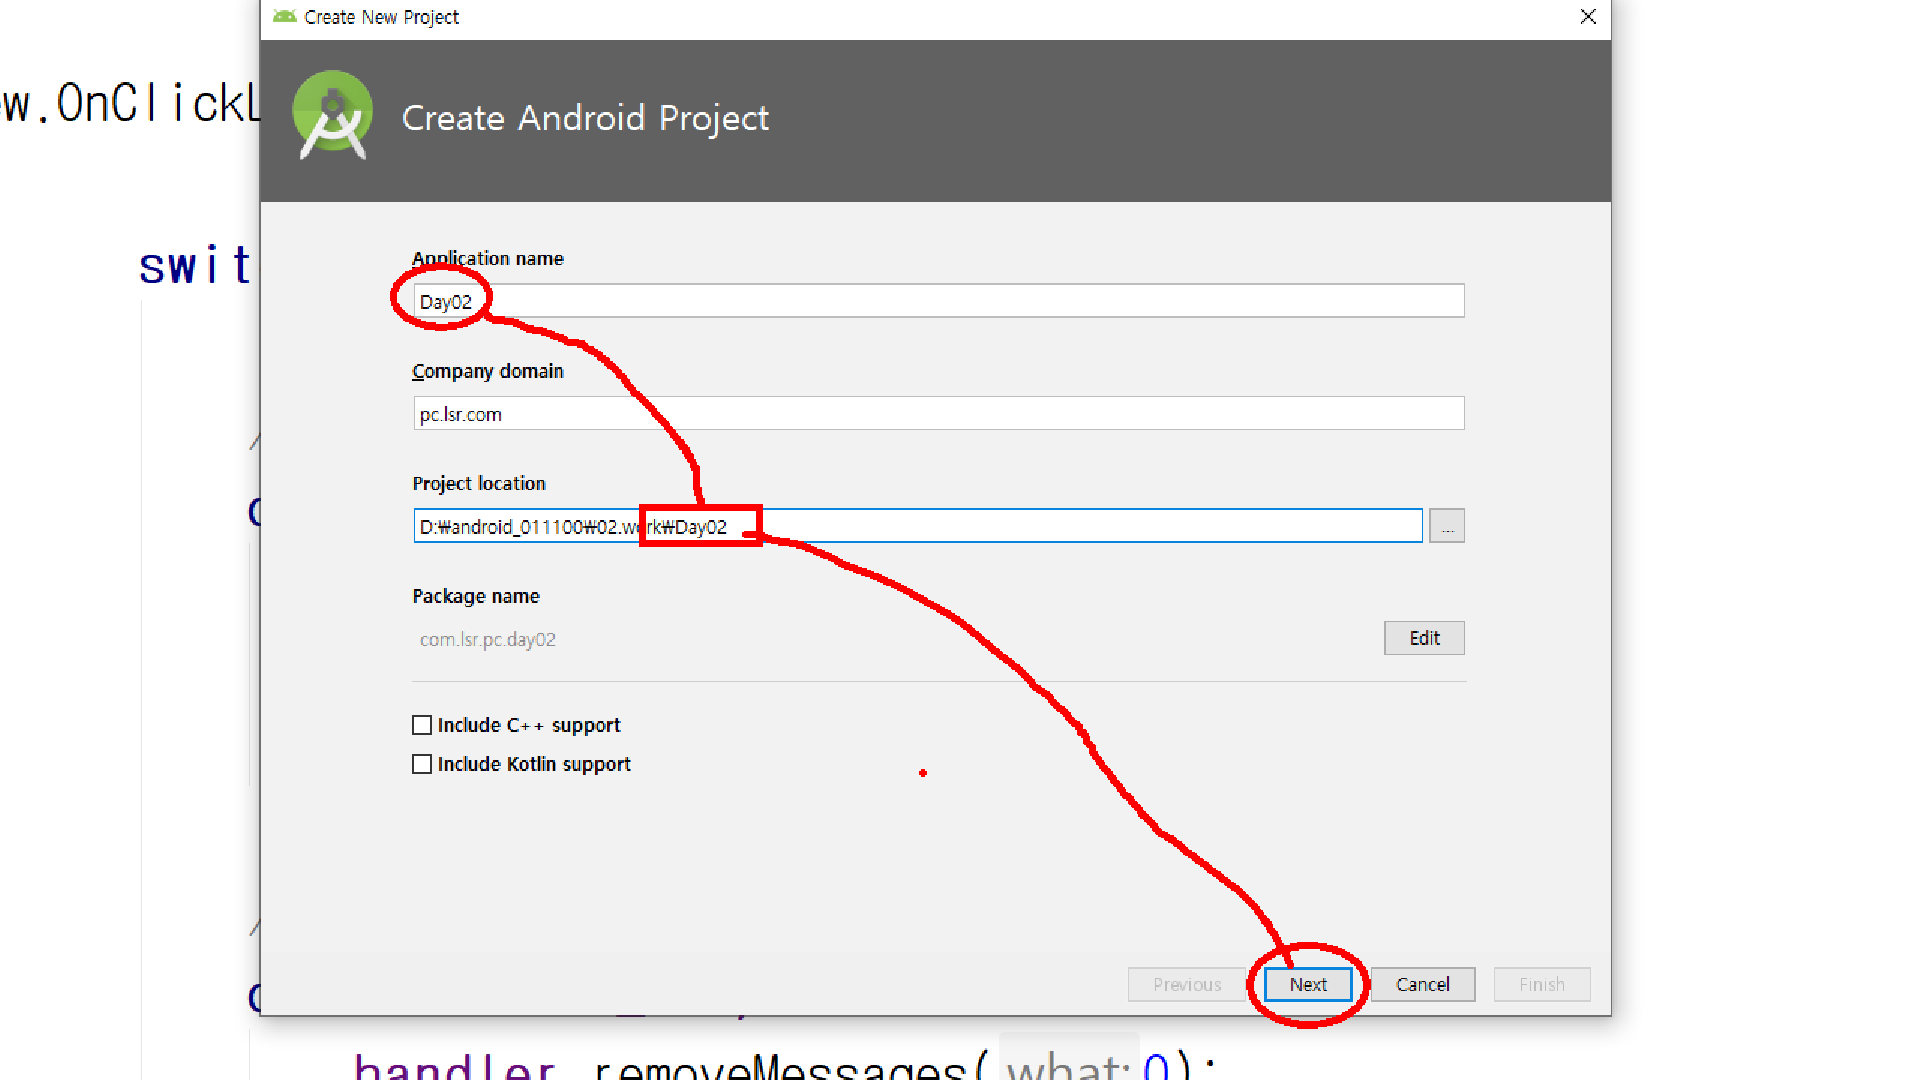 Create New Project
Create Android Project
ew.OnClickL
swit
Application name
Day02
Company domain
pc.lsr.com
Project location
D:₩android_011100₩02.work₩Day02
...
Package name
com.lsr.pc.day02
Edit
Include C++ support
Include Kotlin support
Previous
Next
Cancel
Finish
handler.removeMessages( what: 0);